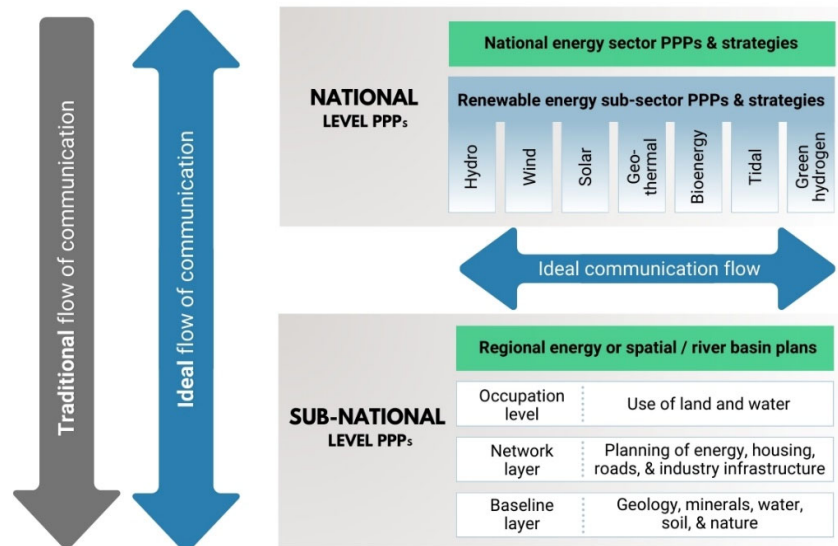 Traditional flow of communication
Ideal flow of communication
NATIONAL
LEVEL PPPs
National energy sector PPPs & strategies
Renewable energy sub-sector PPPs & strategies
Hydro
Wind
Solar
Geo-
thermal
Bioenergy
Tidal
Green
hydrogen
Ideal communication flow
SUB-NATIONAL
LEVEL PPPs
Regional energy or spatial / river basin plans
Occupation
level
Use of land and water
Network
layer
Planning of energy, housing,
roads, & industry infrastructure
Baseline
layer
Geology, minerals, water,
soil, & nature